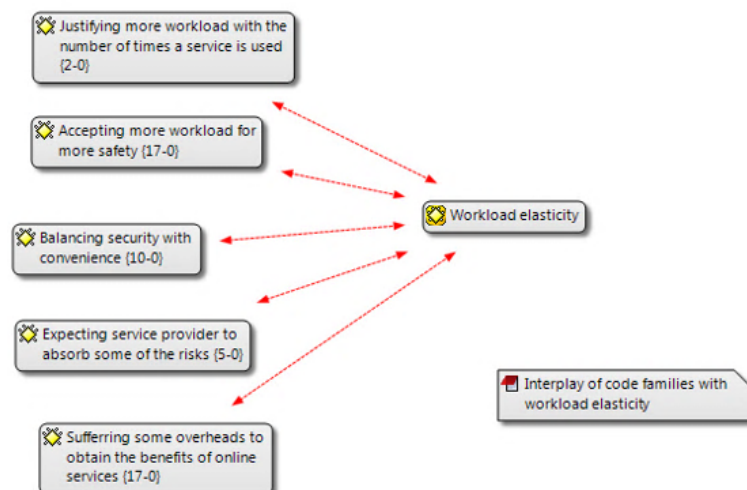 Justifying more workload with the
number of times a service is used
{2-0}
Accepting more workload for
more safety {17-0}
Workload elasticity
Balancing security with
convenience {10-0}
Expecting service provider to
absorb some of the risks {5-0}
Interplay of code families with
workload elasticity
Sufferring some overheads to
obtain the benefits of online
services {17-0}